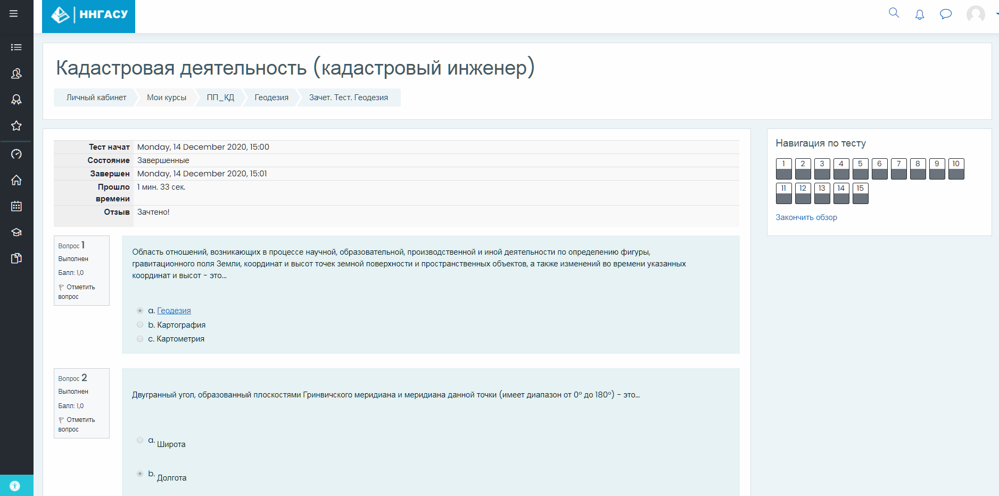 ННГАСУ
Кадастровая деятельность (кадастровый инженер)
Личный кабинет
Мои курсы
ПП_КД
Геодезия
Зачет. Тест. Геодезия
Тест начат Monday, 14 December 2020, 15:00
Состояние Завершенные
Завершен Monday, 14 December 2020, 15:01
Прошло 1 мин. 33 сек.
времени
Отзыв Зачтено!
Вопрос 1
Выполнен
Балл: 1,0
Отметить
вопрос
Область отношений, возникающих в процессе научной, образовательной, производственной и иной деятельности по определению фигуры,
гравитационного поля Земли, координат и высот точек земной поверхности и пространственных объектов, а также изменений во времени указанных
координат и высот - это...
a. Геодезия
b. Картография
c. Картометрия
Вопрос 2
Выполнен
Балл: 1,0
Отметить
вопрос
Двугранный угол, образованный плоскостями Гринвичского меридиана и меридиана данной точки (имеет диапазон от 0° до 180°) - это...
a. Широта
b. Долгота
Навигация по тесту
1 2 3 4 5 6 7 8 9 10
11 12 13 14 15
Закончить обзор